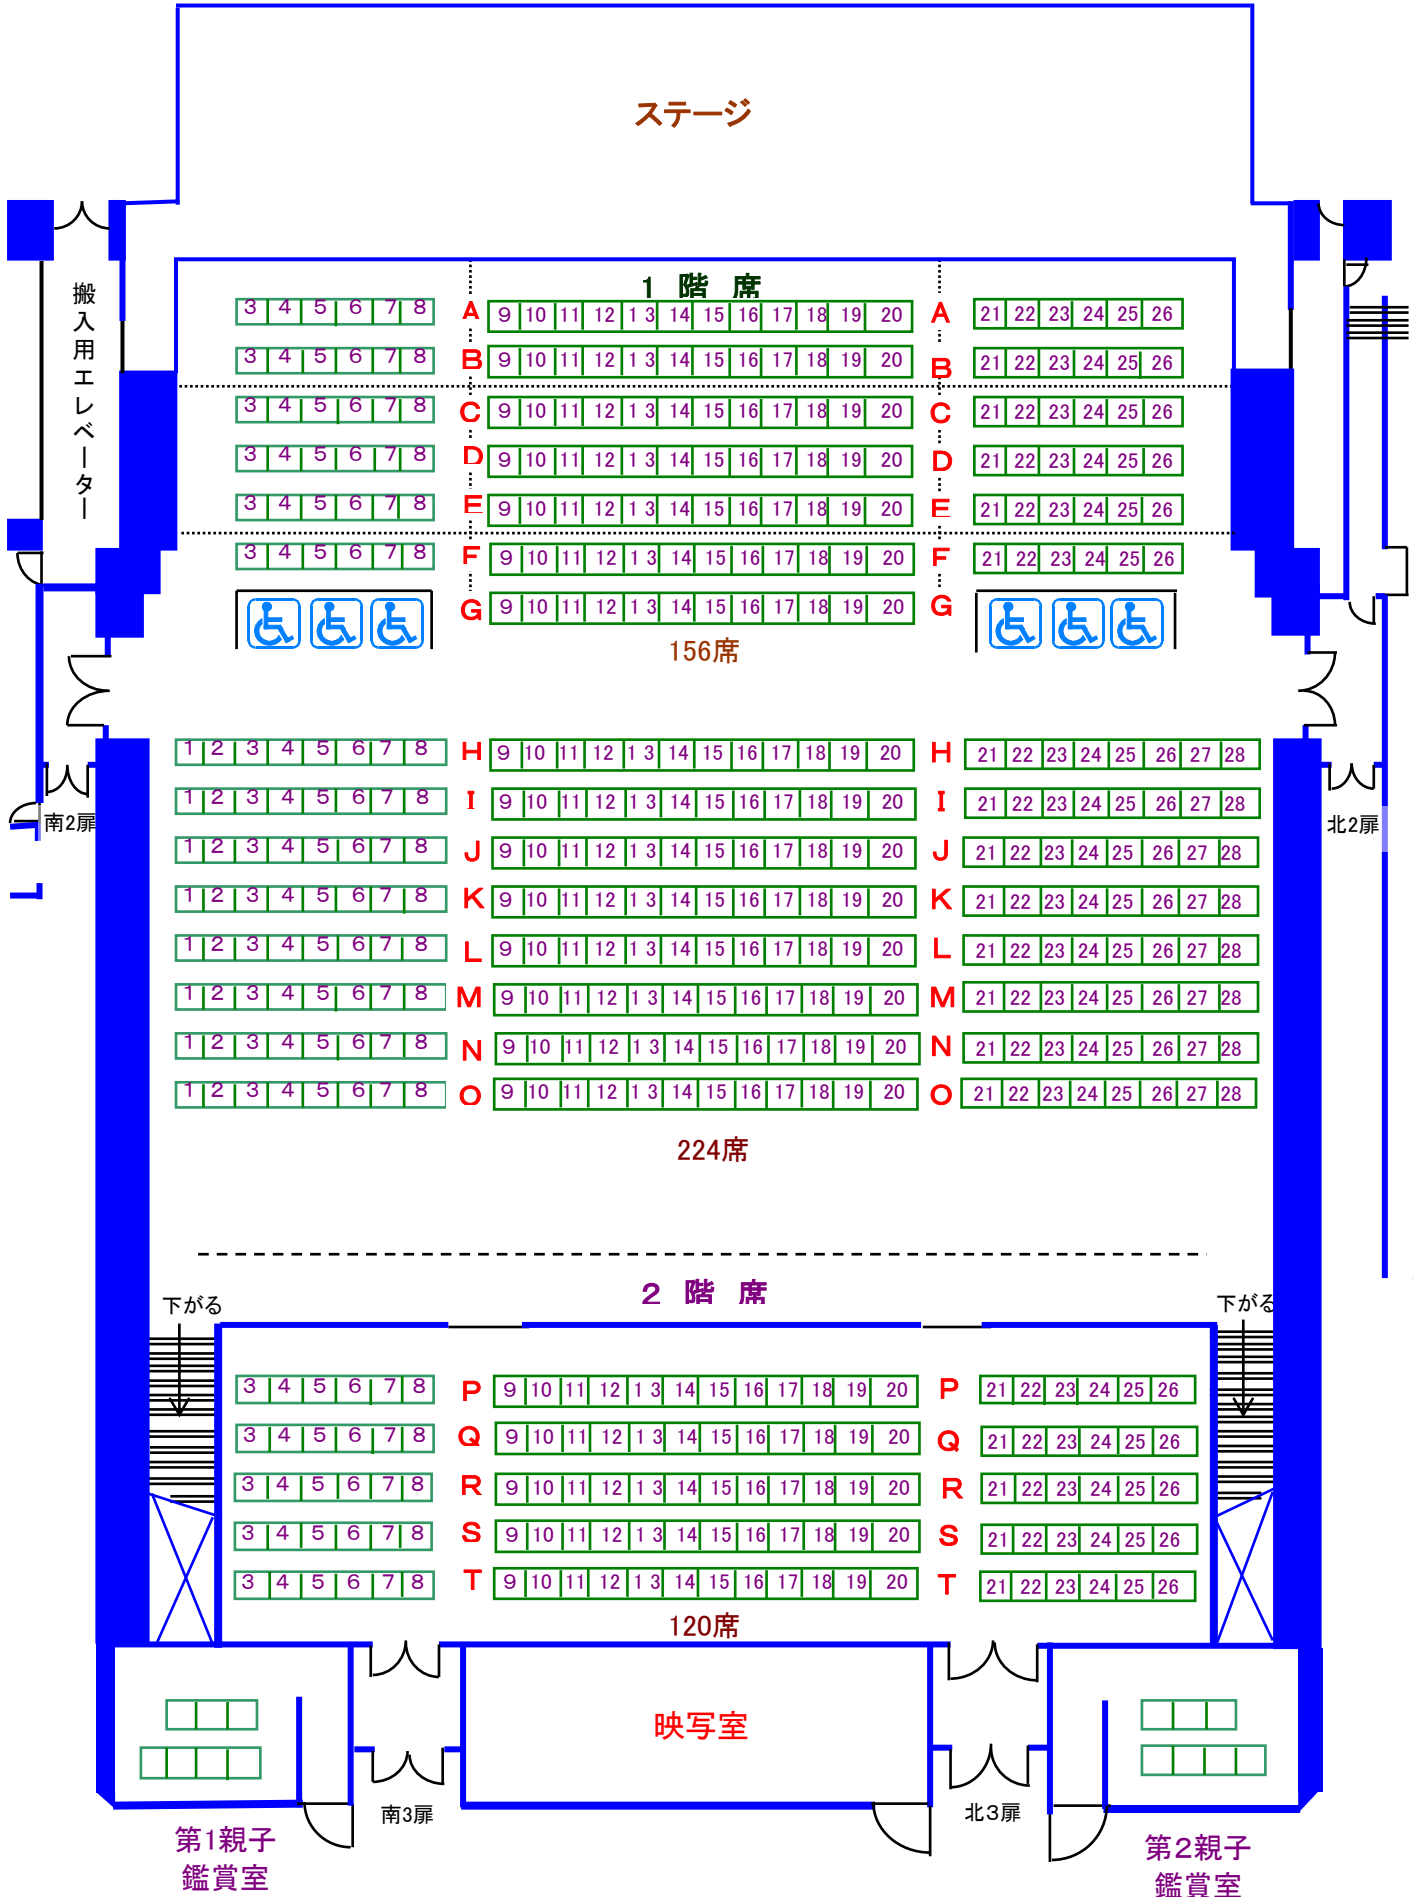 ステージ
搬入用エレベーター
1 階 席
3 4 5 6 7 8 A 9 10 11 12 13 14 15 16 17 18 19 20 A 21 22 23 24 25 26
3 4 5 6 7 8 B 9 10 11 12 13 14 15 16 17 18 19 20 B 21 22 23 24 25 26
3 4 5 6 7 8 C 9 10 11 12 13 14 15 16 17 18 19 20 C 21 22 23 24 25 26
3 4 5 6 7 8 D 9 10 11 12 13 14 15 16 17 18 19 20 D 21 22 23 24 25 26
3 4 5 6 7 8 E 9 10 11 12 13 14 15 16 17 18 19 20 E 21 22 23 24 25 26
3 4 5 6 7 8 F 9 10 11 12 13 14 15 16 17 18 19 20 F 21 22 23 24 25 26
G 9 10 11 12 13 14 15 16 17 18 19 20 G
156席
1 2 3 4 5 6 7 8 H 9 10 11 12 13 14 15 16 17 18 19 20 H 21 22 23 24 25 26 27 28
1 2 3 4 5 6 7 8 I 9 10 11 12 13 14 15 16 17 18 19 20 I 21 22 23 24 25 26 27 28
南2扉
北2扉
1 2 3 4 5 6 7 8 J 9 10 11 12 13 14 15 16 17 18 19 20 J 21 22 23 24 25 26 27 28
1 2 3 4 5 6 7 8 K 9 10 11 12 13 14 15 16 17 18 19 20 K 21 22 23 24 25 26 27 28
1 2 3 4 5 6 7 8 L 9 10 11 12 13 14 15 16 17 18 19 20 L 21 22 23 24 25 26 27 28
1 2 3 4 5 6 7 8 M 9 10 11 12 13 14 15 16 17 18 19 20 M 21 22 23 24 25 26 27 28
1 2 3 4 5 6 7 8 N 9 10 11 12 13 14 15 16 17 18 19 20 N 21 22 23 24 25 26 27 28
1 2 3 4 5 6 7 8 O 9 10 11 12 13 14 15 16 17 18 19 20 O 21 22 23 24 25 26 27 28
224席
2 階 席
下がる
下がる
3 4 5 6 7 8 P 9 10 11 12 13 14 15 16 17 18 19 20 P 21 22 23 24 25 26
3 4 5 6 7 8 Q 9 10 11 12 13 14 15 16 17 18 19 20 Q 21 22 23 24 25 26
3 4 5 6 7 8 R 9 10 11 12 13 14 15 16 17 18 19 20 R 21 22 23 24 25 26
3 4 5 6 7 8 S 9 10 11 12 13 14 15 16 17 18 19 20 S 21 22 23 24 25 26
3 4 5 6 7 8 T 9 10 11 12 13 14 15 16 17 18 19 20 T 21 22 23 24 25 26
120席
映写室
南3扉
北3扉
第1親子
鑑賞室
第2親子
鑑賞室